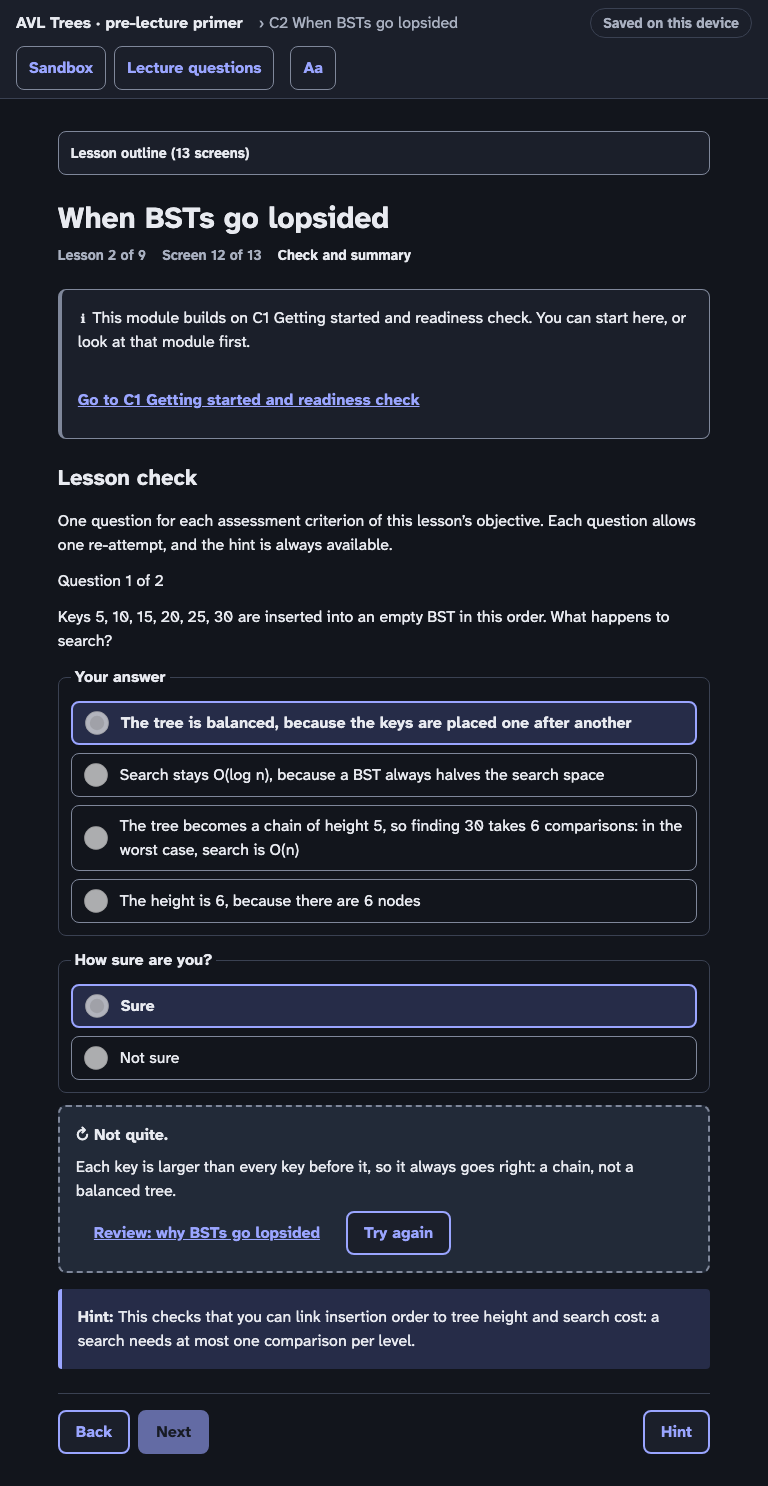 AVL Trees · pre-lecture primer › C2 When BSTs go lopsided
Saved on this device
Sandbox
Lecture questions
Aa
Lesson outline (13 screens)
When BSTs go lopsided
Lesson 2 of 9 Screen 12 of 13 Check and summary
ℹ This module builds on C1 Getting started and readiness check. You can start here, or
look at that module first.
Go to C1 Getting started and readiness check
Lesson check
One question for each assessment criterion of this lesson’s objective. Each question allows
one re-attempt, and the hint is always available.
Question 1 of 2
Keys 5, 10, 15, 20, 25, 30 are inserted into an empty BST in this order. What happens to
search?
Your answer
The tree is balanced, because the keys are placed one after another
Search stays O(log n), because a BST always halves the search space
The tree becomes a chain of height 5, so finding 30 takes 6 comparisons: in the
worst case, search is O(n)
The height is 6, because there are 6 nodes
How sure are you?
Sure
Not sure
↻ Not quite.
Each key is larger than every key before it, so it always goes right: a chain, not a
balanced tree.
Review: why BSTs go lopsided
Try again
Hint: This checks that you can link insertion order to tree height and search cost: a
search needs at most one comparison per level.
Back
Next
Hint